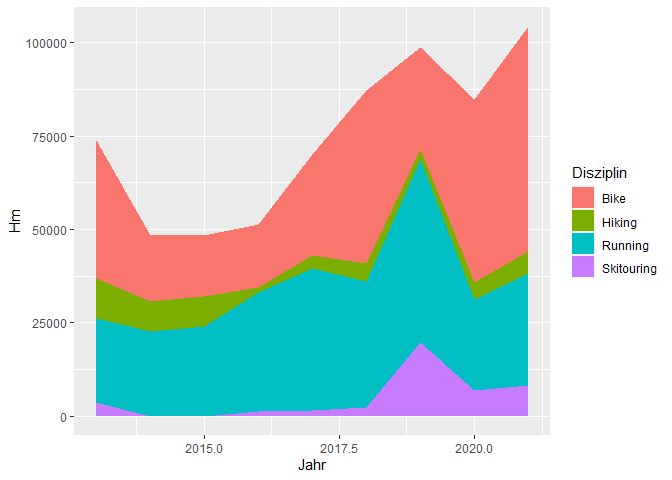 Hm
100000
75000
50000
25000
0
2015.0
2017.5
2020.0
Jahr
Disziplin
Bike
Hiking
Running
Skitouring